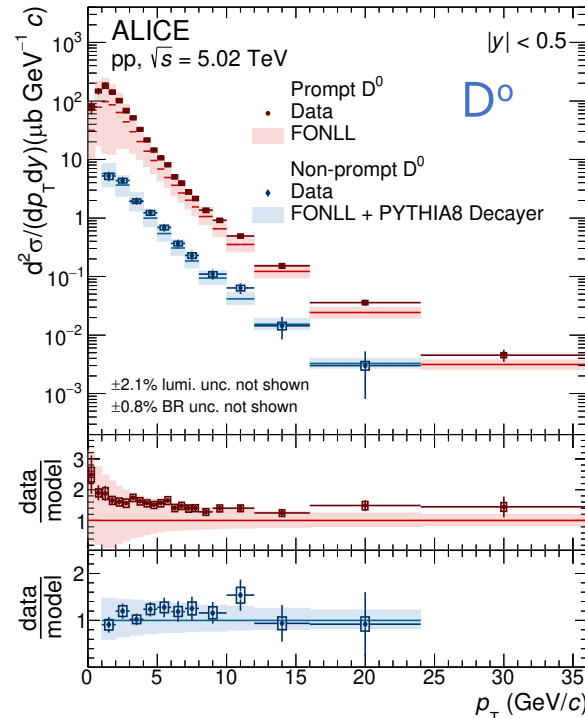 ALICE
pp, √s = 5.02 TeV
|y| < 0.5
D⁰
Prompt D⁰
Data
FONLL
Non-prompt D⁰
Data
FONLL + PYTHIA8 Decayer
±2.1% lumi. unc. not shown
±0.8% BR unc. not shown
d²σ/(dp_T dy)(μb GeV⁻¹ c)
10³
10²
10
1
10⁻¹
10⁻²
10⁻³
data/model
3
2
1
data/model
2
1
0 5 10 15 20 25 30 35
p_T (GeV/c)